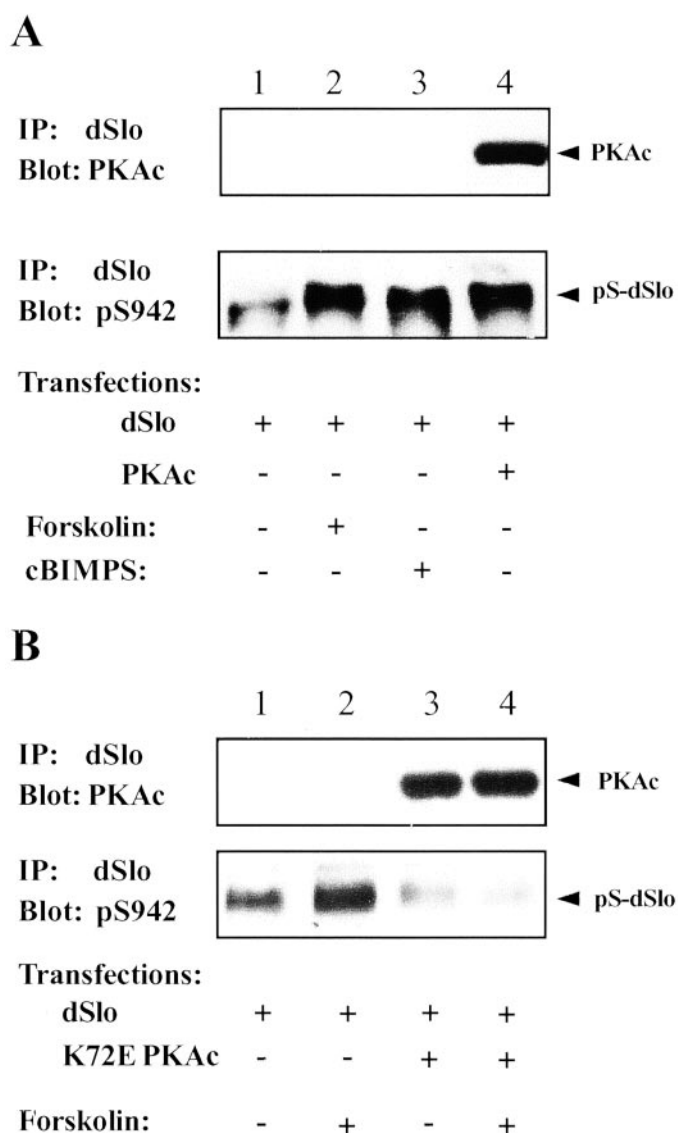 A
1 2 3 4
IP: dSlo
Blot: PKAc
PKAc
IP: dSlo
Blot: pS942
pS-dSlo
Transfections:
dSlo + + + +
PKAc - - - +
Forskolin: - + - -
cBIMPS: - - + -
B
1 2 3 4
IP: dSlo
Blot: PKAc
PKAc
IP: dSlo
Blot: pS942
pS-dSlo
Transfections:
dSlo + + + +
K72E PKAc - - + +
Forskolin: - + - +